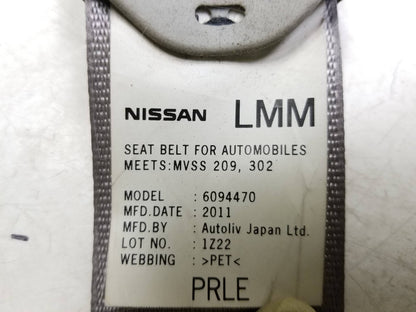 NISSAN LMM
SEAT BELT FOR AUTOMOBILES
MEETS:MVSS 209, 302
MODEL : 6094470
MFD.DATE : 2011
MFD.BY : Autoliv Japan Ltd.
LOT NO. : 1Z22
WEBBING : >PET<
PRLE